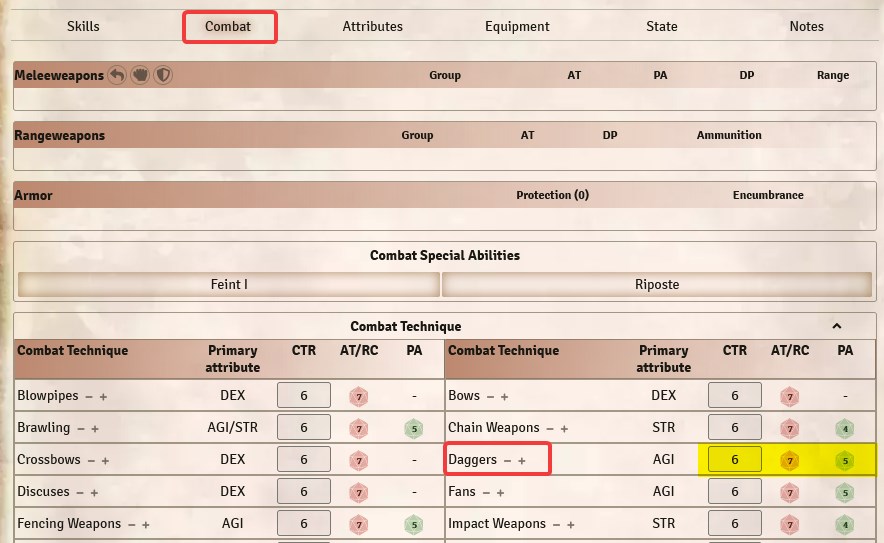 Skills Combat Attributes Equipment State Notes
Meleeweapons Group AT PA DP Range
Rangeweapons Group AT DP Ammunition
Armor Protection (0) Encumbrance
Combat Special Abilities
Feint I Riposte
Combat Technique
Combat Technique Primary attribute CTR AT/RC PA Combat Technique Primary attribute CTR AT/RC PA
Blowpipes − + DEX 6 7 - Bows − + DEX 6 7 -
Brawling − + AGI/STR 6 7 5 Chain Weapons − + STR 6 7 4
Crossbows − + DEX 6 7 - Daggers − + AGI 6 7 5
Discuses − + DEX 6 7 - Fans − + AGI 6 7 5
Fencing Weapons − + AGI 6 7 5 Impact Weapons − + STR 6 7 4